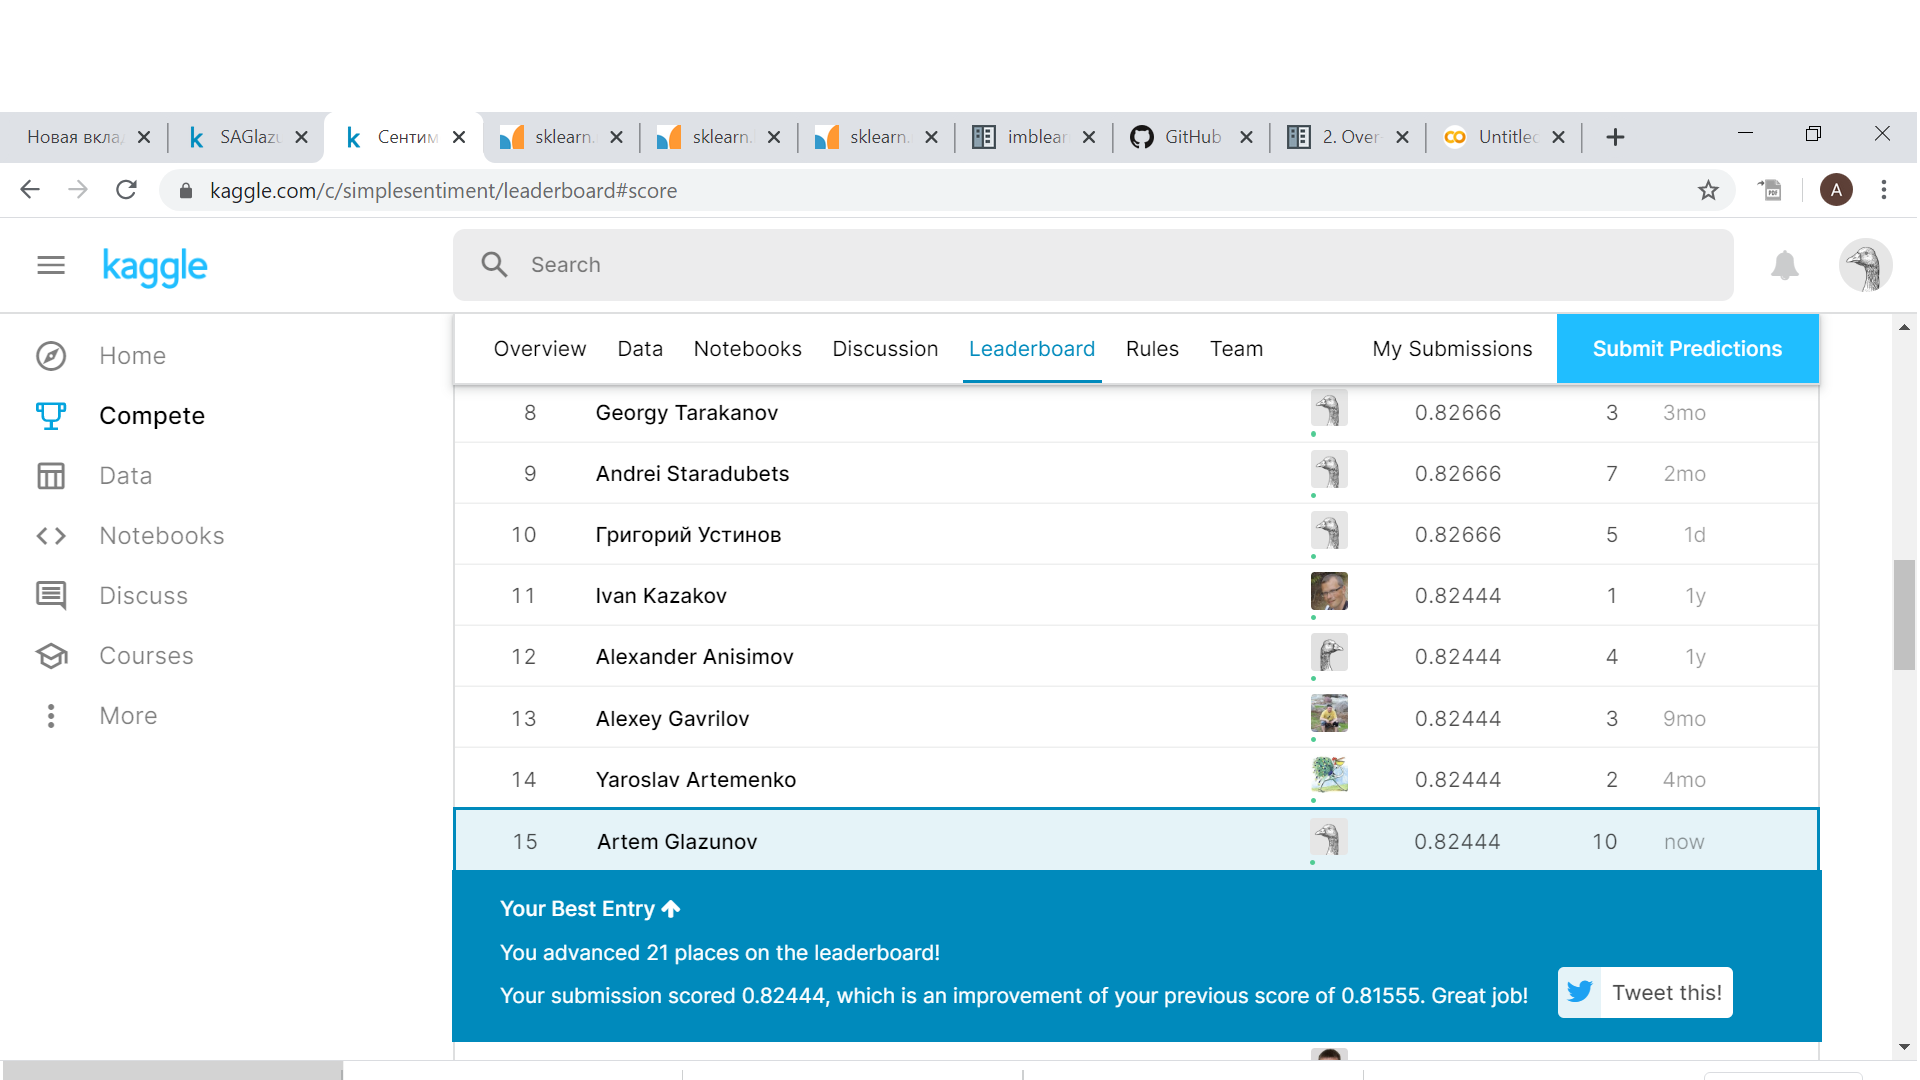 Новая вкла
SAGlazu
Сентим
sklearn.
sklearn.
sklearn.
imblear
GitHub
2. Over-
Untitled
kaggle.com/c/simplesentiment/leaderboard#score
PDF
A
kaggle
Search
Overview Data Notebooks Discussion Leaderboard Rules Team My Submissions Submit Predictions
Home
Compete
Data
Notebooks
Discuss
Courses
More
8 Georgy Tarakanov 0.82666 3 3mo
9 Andrei Staradubets 0.82666 7 2mo
10 Григорий Устинов 0.82666 5 1d
11 Ivan Kazakov 0.82444 1 1y
12 Alexander Anisimov 0.82444 4 1y
13 Alexey Gavrilov 0.82444 3 9mo
14 Yaroslav Artemenko 0.82444 2 4mo
15 Artem Glazunov 0.82444 10 now
Your Best Entry
You advanced 21 places on the leaderboard!
Your submission scored 0.82444, which is an improvement of your previous score of 0.81555. Great job!
Tweet this!